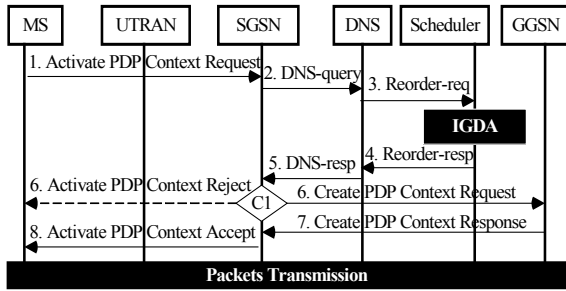 MS UTRAN SGSN DNS Scheduler GGSN
1. Activate PDP Context Request
2. DNS-query
3. Reorder-req
IGDA
4. Reorder-resp
5. DNS-resp
6. Activate PDP Context Reject
C1
6. Create PDP Context Request
7. Create PDP Context Response
8. Activate PDP Context Accept
Packets Transmission